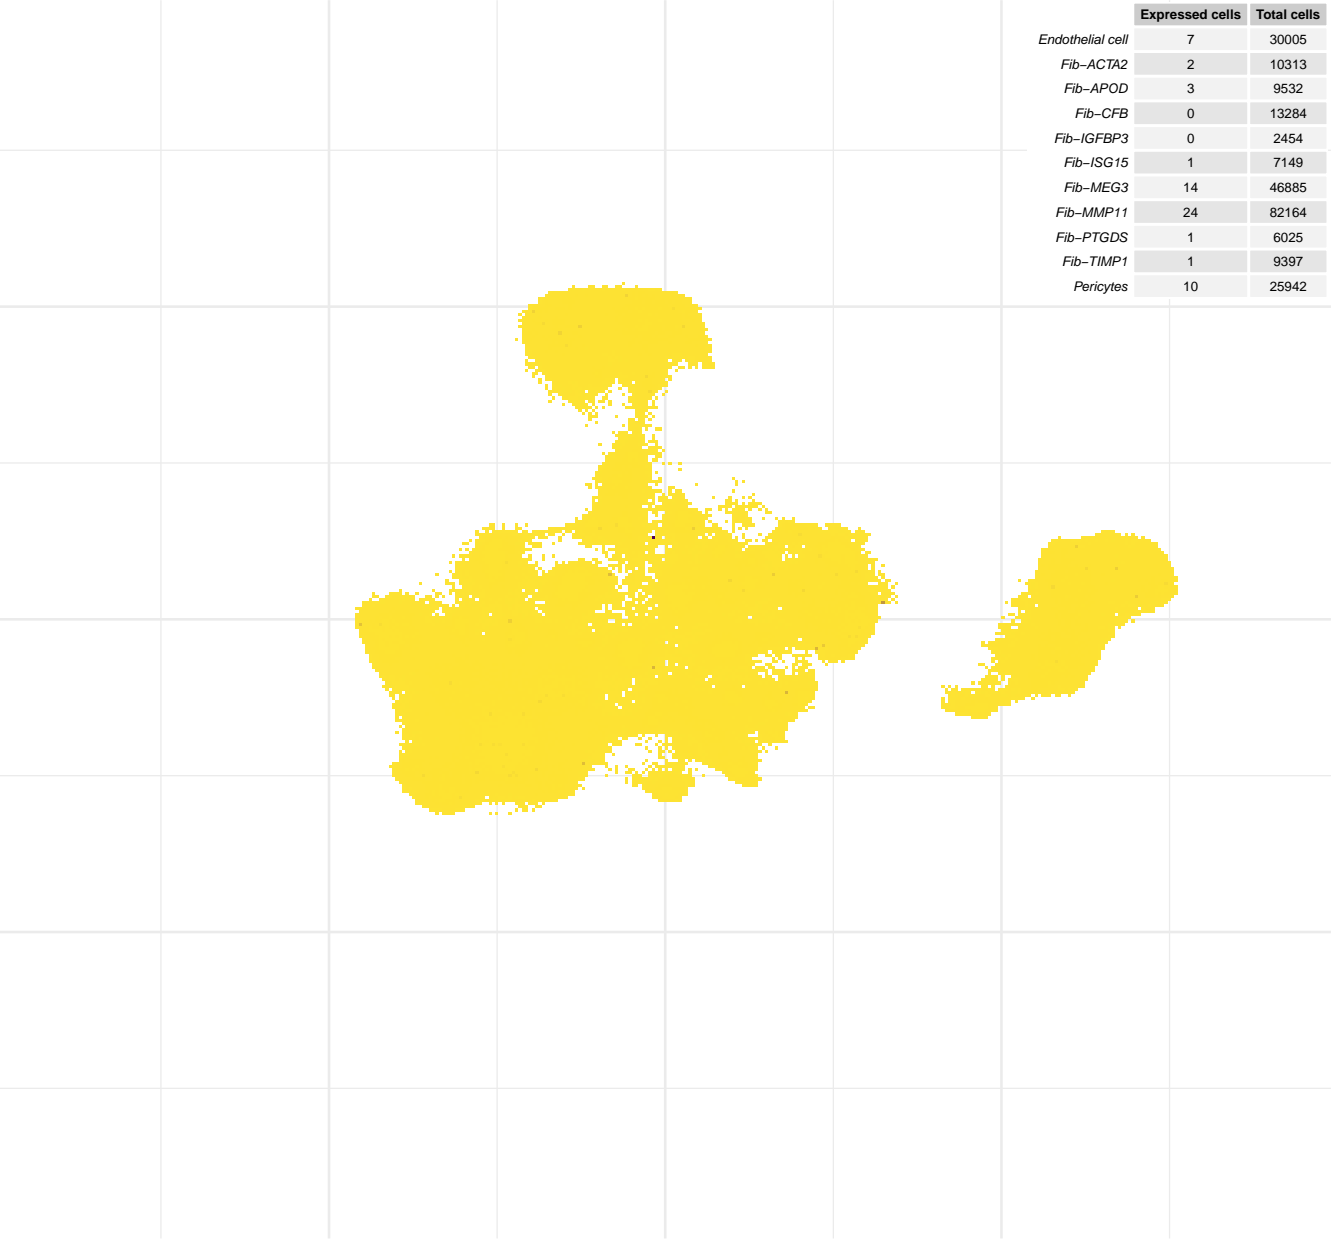 Expressed cells Total cells
Endothelial cell 7 30005
Fib−ACTA2 2 10313
Fib−APOD 3 9532
Fib−CFB 0 13284
Fib−IGFBP3 0 2454
Fib−ISG15 1 7149
Fib−MEG3 14 46885
Fib−MMP11 24 82164
Fib−PTGDS 1 6025
Fib−TIMP1 1 9397
Pericytes 10 25942